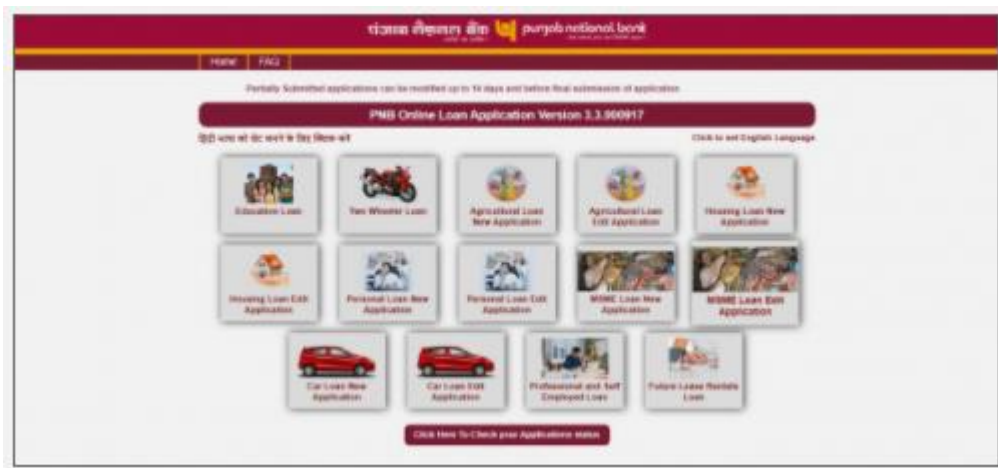 पंजाब नैशनल बैंक punjab national bank
Home FAQ
Partially Submitted applications can be modified up to days and before final submission of application
PNB Online Loan Application Version 3.3.900917
हिंदी भाषा को सेट करने के लिए क्लिक करें Click to set English Language
Education Loan
Two Wheeler Loan
Agricultural Loan
New Application
Agricultural Loan
Edit Application
Housing Loan New
Application
Housing Loan Edit
Application
Personal Loan New
Application
Personal Loan Edit
Application
MSME Loan New
Application
MSME Loan Edit
Application
Car Loan New
Application
Car Loan Edit
Application
Professional and Self
Employed Loan
Future Lease Rentals
Loan
Click Here To Check your Applications status